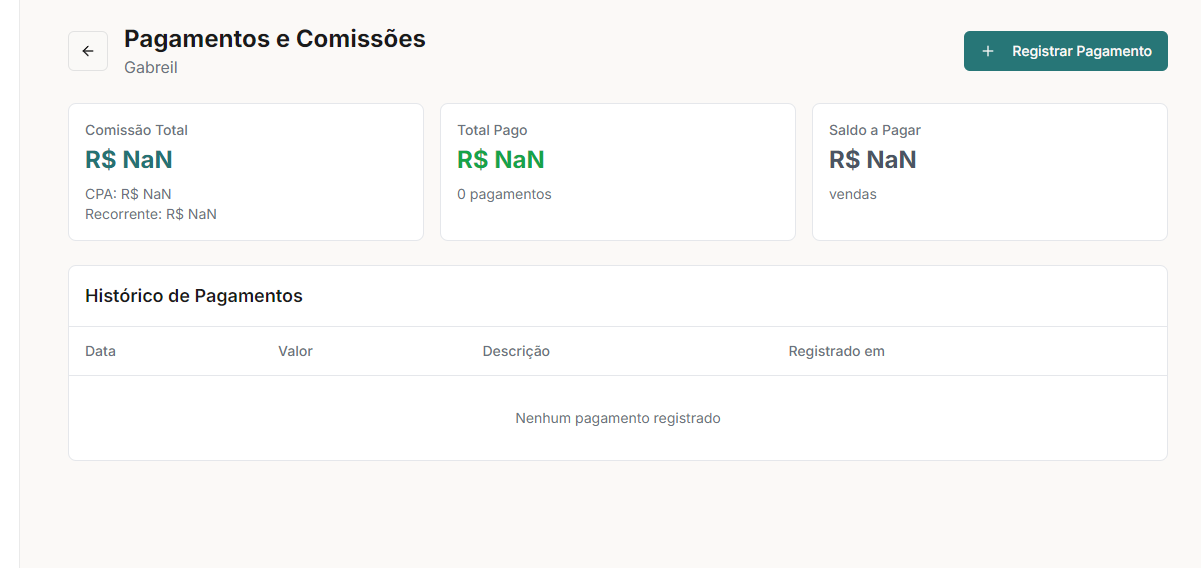 Pagamentos e Comissões
Gabreil
Registrar Pagamento
Comissão Total
R$ NaN
CPA: R$ NaN
Recorrente: R$ NaN
Total Pago
R$ NaN
0 pagamentos
Saldo a Pagar
R$ NaN
vendas
Histórico de Pagamentos
Data Valor Descrição Registrado em
Nenhum pagamento registrado